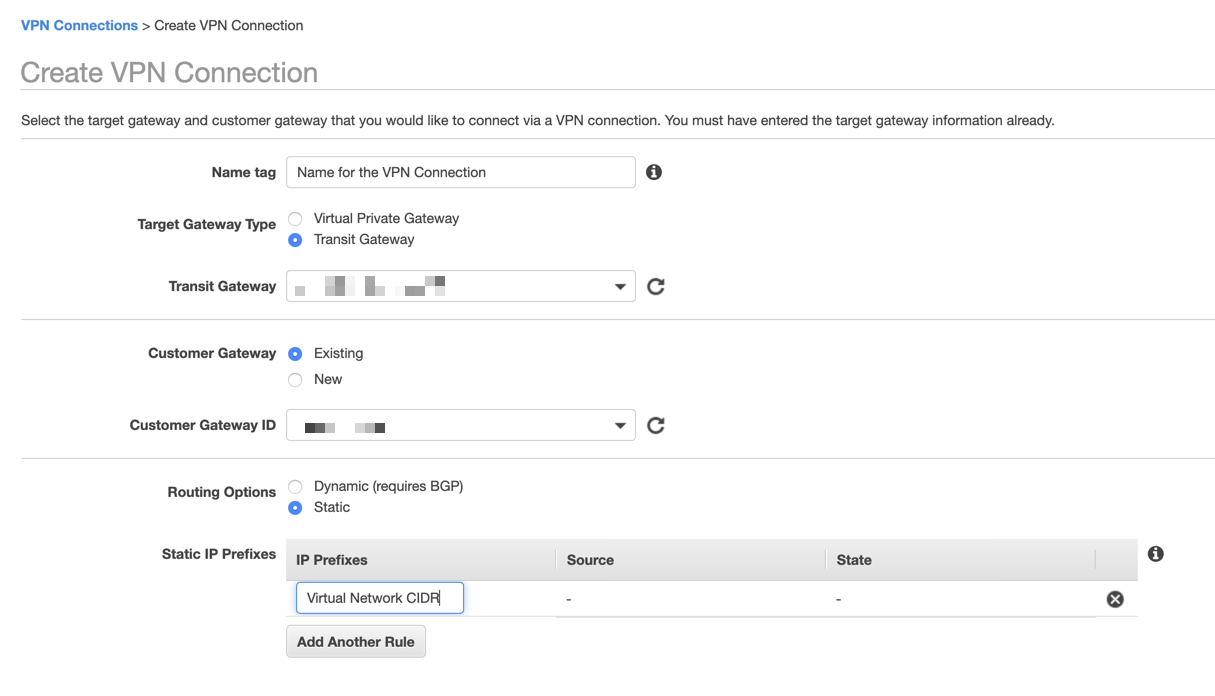 VPN Connections > Create VPN Connection
Create VPN Connection
Select the target gateway and customer gateway that you would like to connect via a VPN connection. You must have entered the target gateway information already.
Name tag Name for the VPN Connection
Target Gateway Type Virtual Private Gateway
Transit Gateway
Transit Gateway
Customer Gateway Existing
New
Customer Gateway ID
Routing Options Dynamic (requires BGP)
Static
Static IP Prefixes IP Prefixes Source State
Virtual Network CIDR - -
Add Another Rule